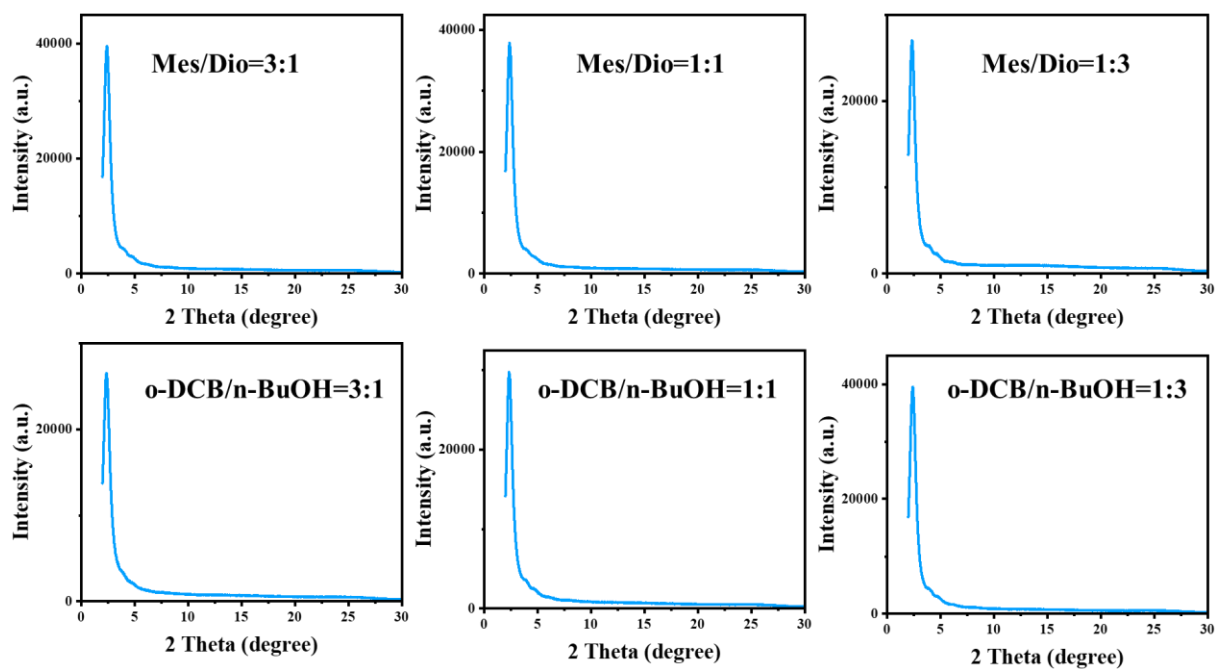 Mes/Dio=3:1
Intensity (a.u.)
40000
20000
0
0 5 10 15 20 25 30
2 Theta (degree)
Mes/Dio=1:1
Intensity (a.u.)
40000
20000
0
0 5 10 15 20 25 30
2 Theta (degree)
Mes/Dio=1:3
Intensity (a.u.)
20000
0
0 5 10 15 20 25 30
2 Theta (degree)
o-DCB/n-BuOH=3:1
Intensity (a.u.)
20000
0
0 5 10 15 20 25 30
2 Theta (degree)
o-DCB/n-BuOH=1:1
Intensity (a.u.)
20000
0
0 5 10 15 20 25 30
2 Theta (degree)
o-DCB/n-BuOH=1:3
Intensity (a.u.)
40000
20000
0
0 5 10 15 20 25 30
2 Theta (degree)